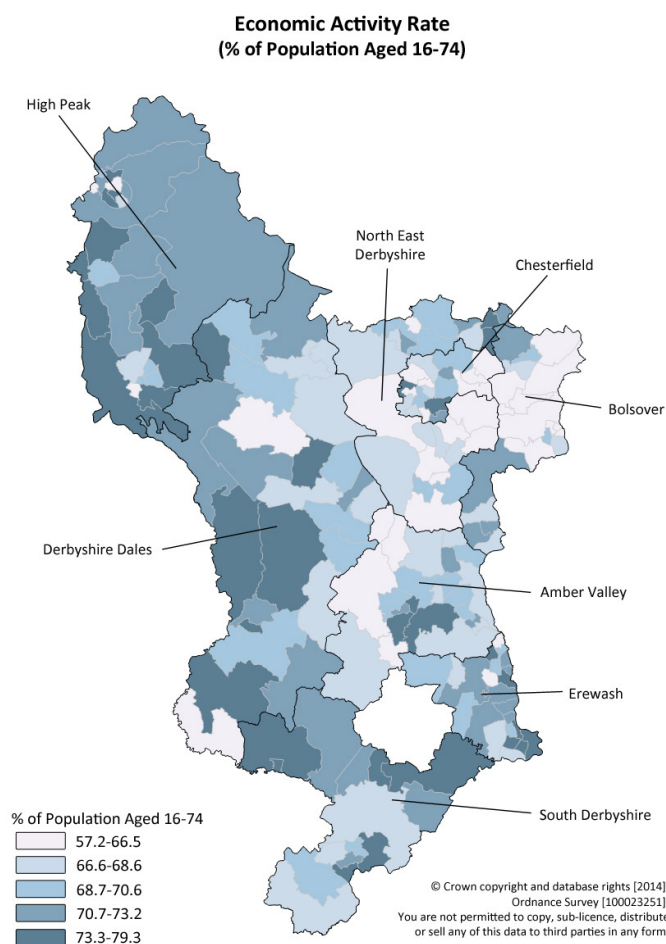 Economic Activity Rate
(% of Population Aged 16-74)
High Peak
North East
Derbyshire
Chesterfield
Bolsover
Derbyshire Dales
Amber Valley
Erewash
South Derbyshire
% of Population Aged 16-74
57.2-66.5
66.6-68.6
68.7-70.6
70.7-73.2
73.3-79.3
© Crown copyright and database rights [2014]
Ordnance Survey [100023251]
You are not permitted to copy, sub-licence, distribute
or sell any of this data to third parties in any form